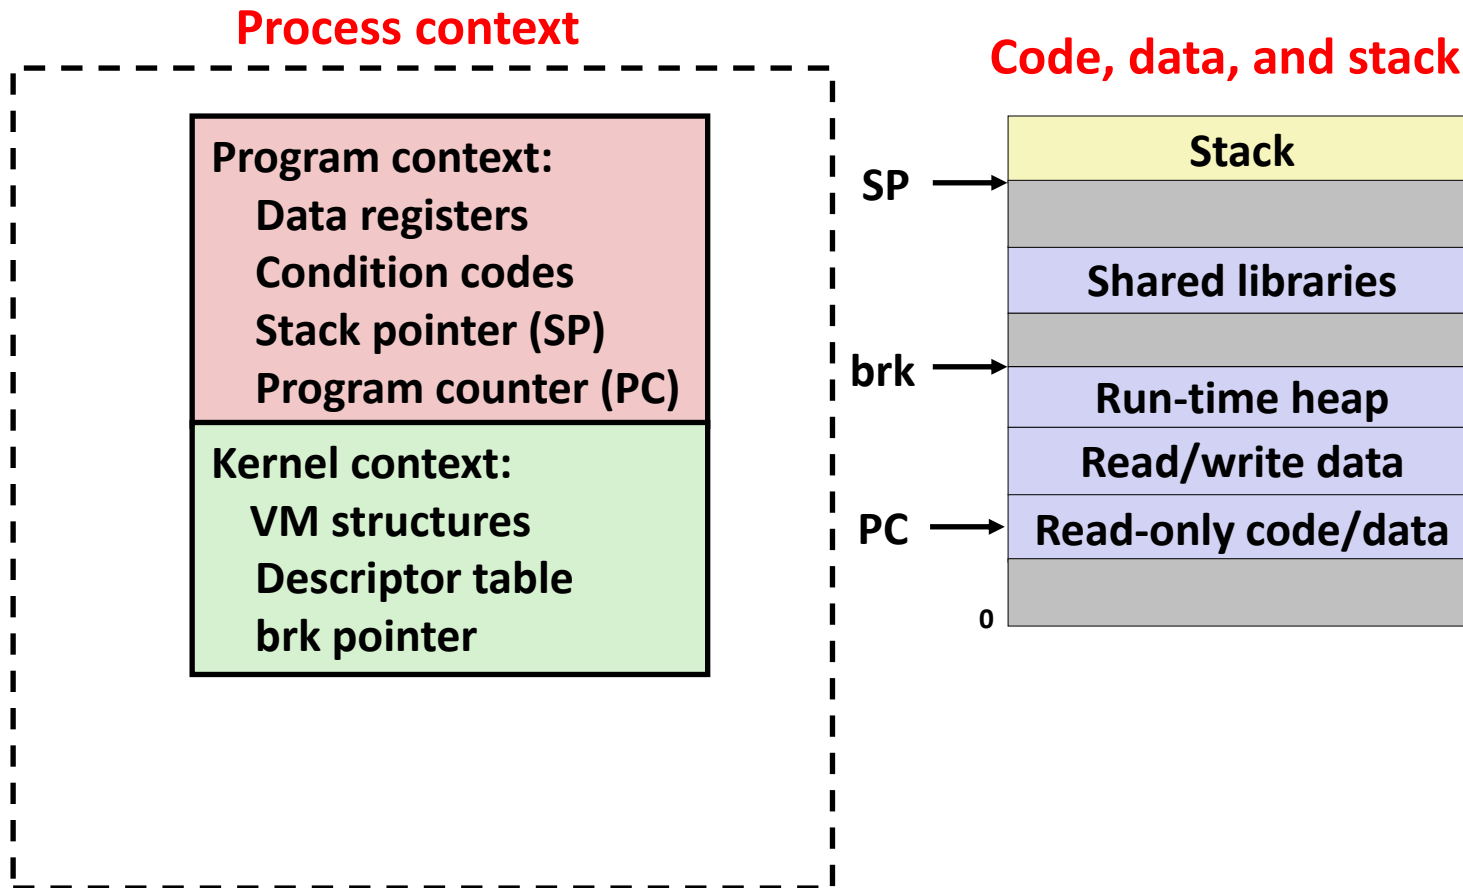 Process context
Program context:
Data registers
Condition codes
Stack pointer (SP)
Program counter (PC)
Kernel context:
VM structures
Descriptor table
brk pointer
Code, data, and stack
Stack
SP
Shared libraries
brk
Run-time heap
Read/write data
PC
Read-only code/data
0